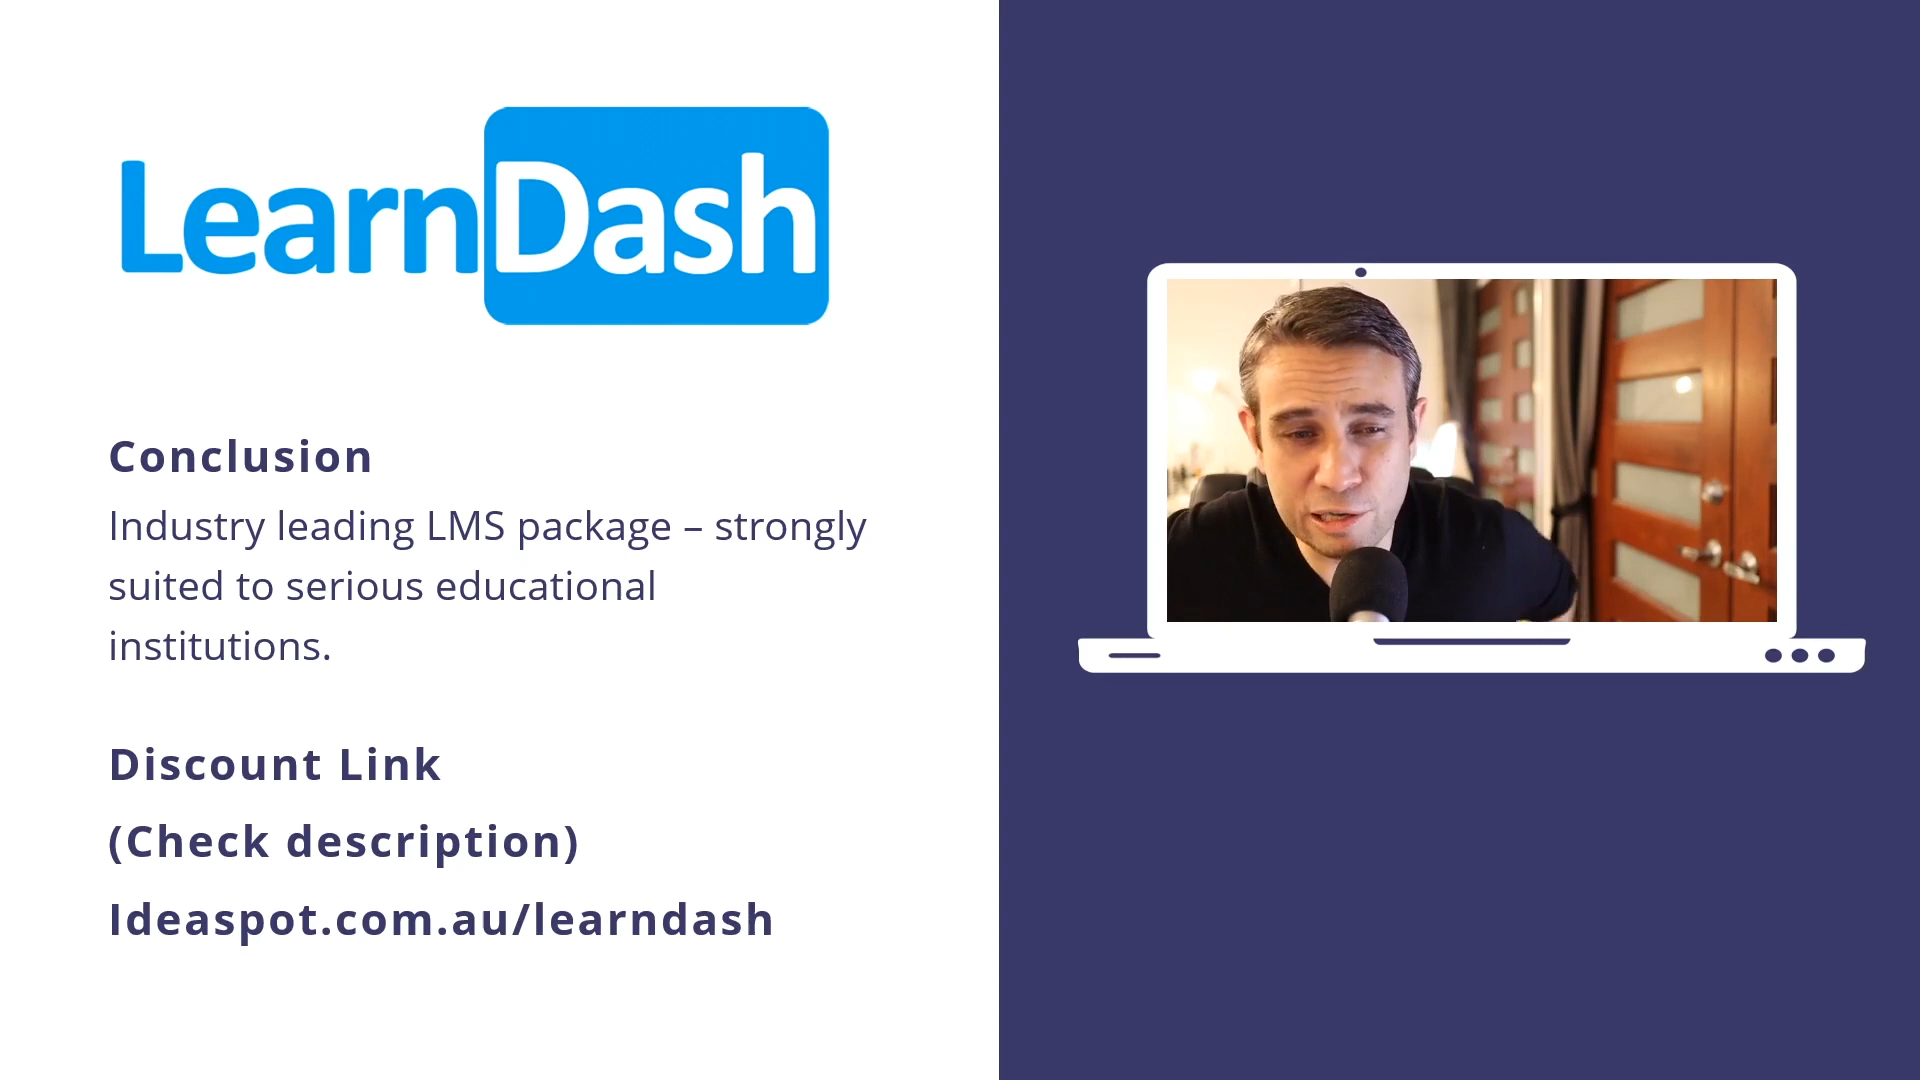 LearnDash
Conclusion
Industry leading LMS package – strongly
suited to serious educational
institutions.
Discount Link
(Check description)
Ideaspot.com.au/learndash